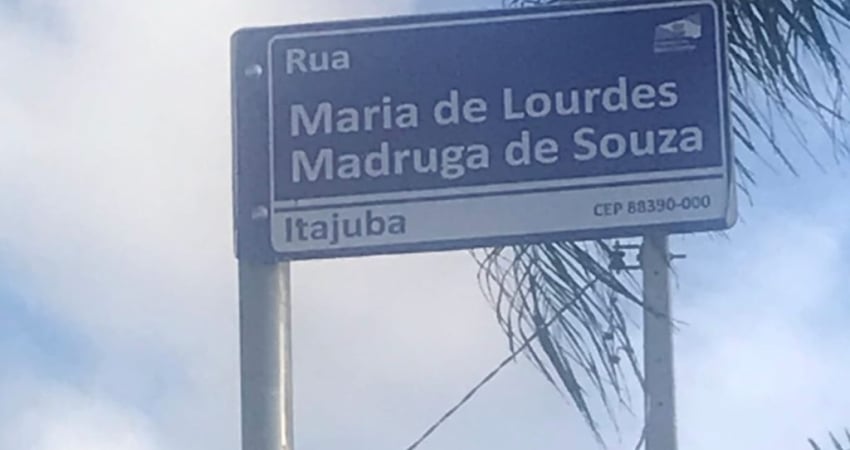 Rua
Maria de Lourdes
Madruga de Souza
Itajuba
CEP 88390-000